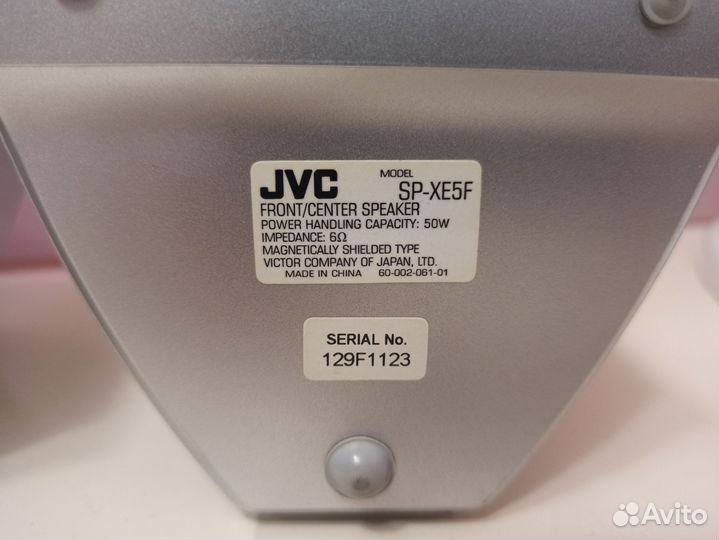 JVC MODEL SP-XE5F
FRONT/CENTER SPEAKER
POWER HANDLING CAPACITY: 50W
IMPEDANCE: 6Ω
MAGNETICALLY SHIELDED TYPE
VICTOR COMPANY OF JAPAN, LTD.
MADE IN CHINA 60-002-061-01
SERIAL No.
129F1123
Avito